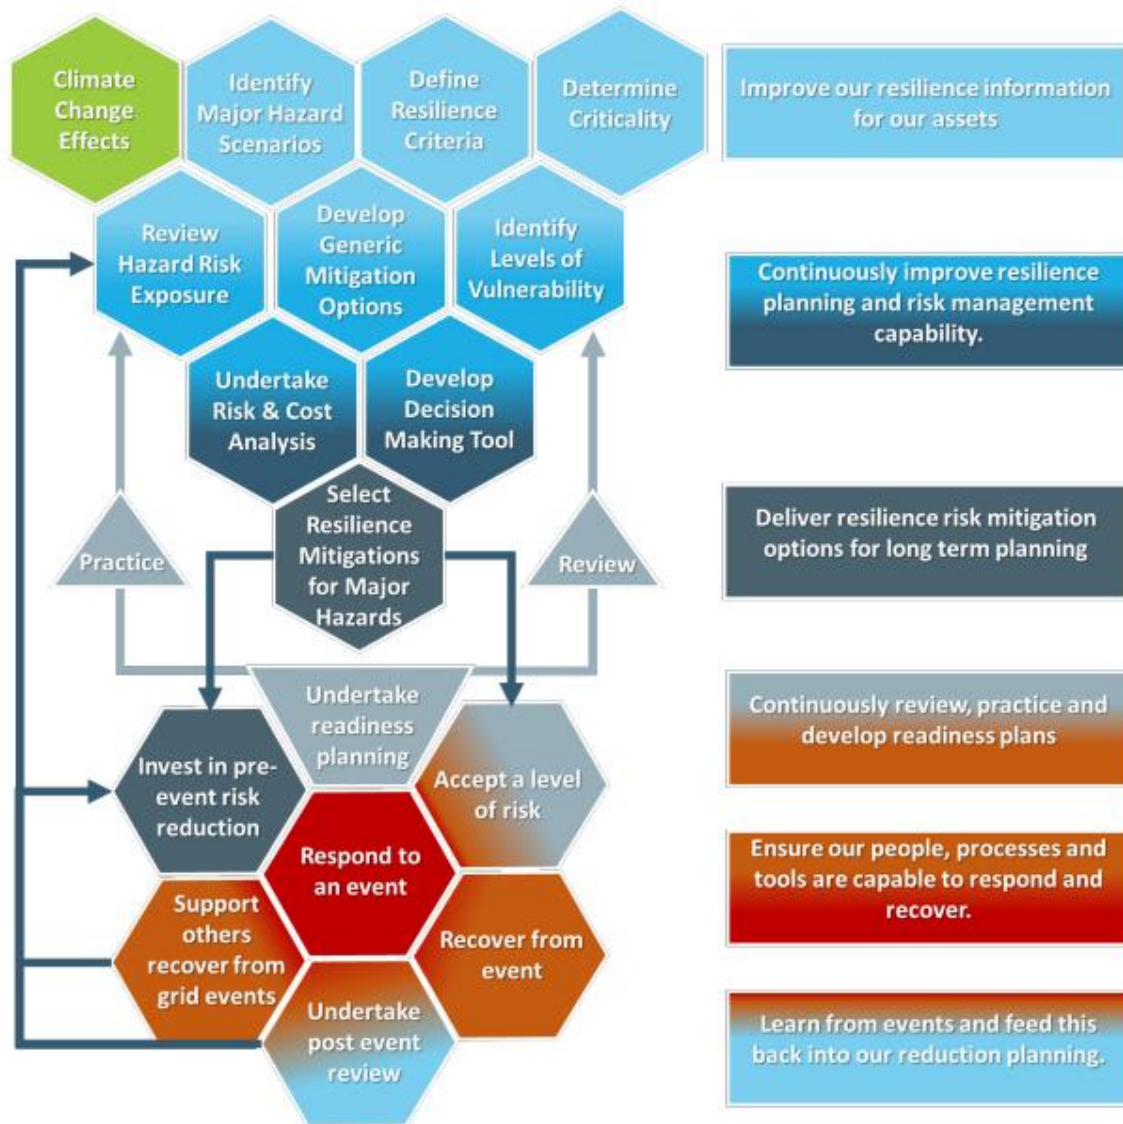 Climate
Change
Effects
Identify
Major Hazard
Scenarios
Define
Resilience
Criteria
Determine
Criticality
Improve our resilience information
for our assets
Review
Hazard Risk
Exposure
Develop
Generic
Mitigation
Options
Identify
Levels of
Vulnerability
Continuously improve resilience
planning and risk management
capability.
Undertake
Risk & Cost
Analysis
Develop
Decision
Making Tool
Select
Resilience
Mitigations
for Major
Hazards
Deliver resilience risk mitigation
options for long term planning
Practice
Review
Undertake
readiness
planning
Continuously review, practice and
develop readiness plans
Invest in pre-
event risk
reduction
Accept a level
of risk
Respond to
an event
Ensure our people, processes and
tools are capable to respond and
recover.
Support
others
recover from
grid events
Recover from
event
Undertake
post event
review
Learn from events and feed this
back into our reduction planning.